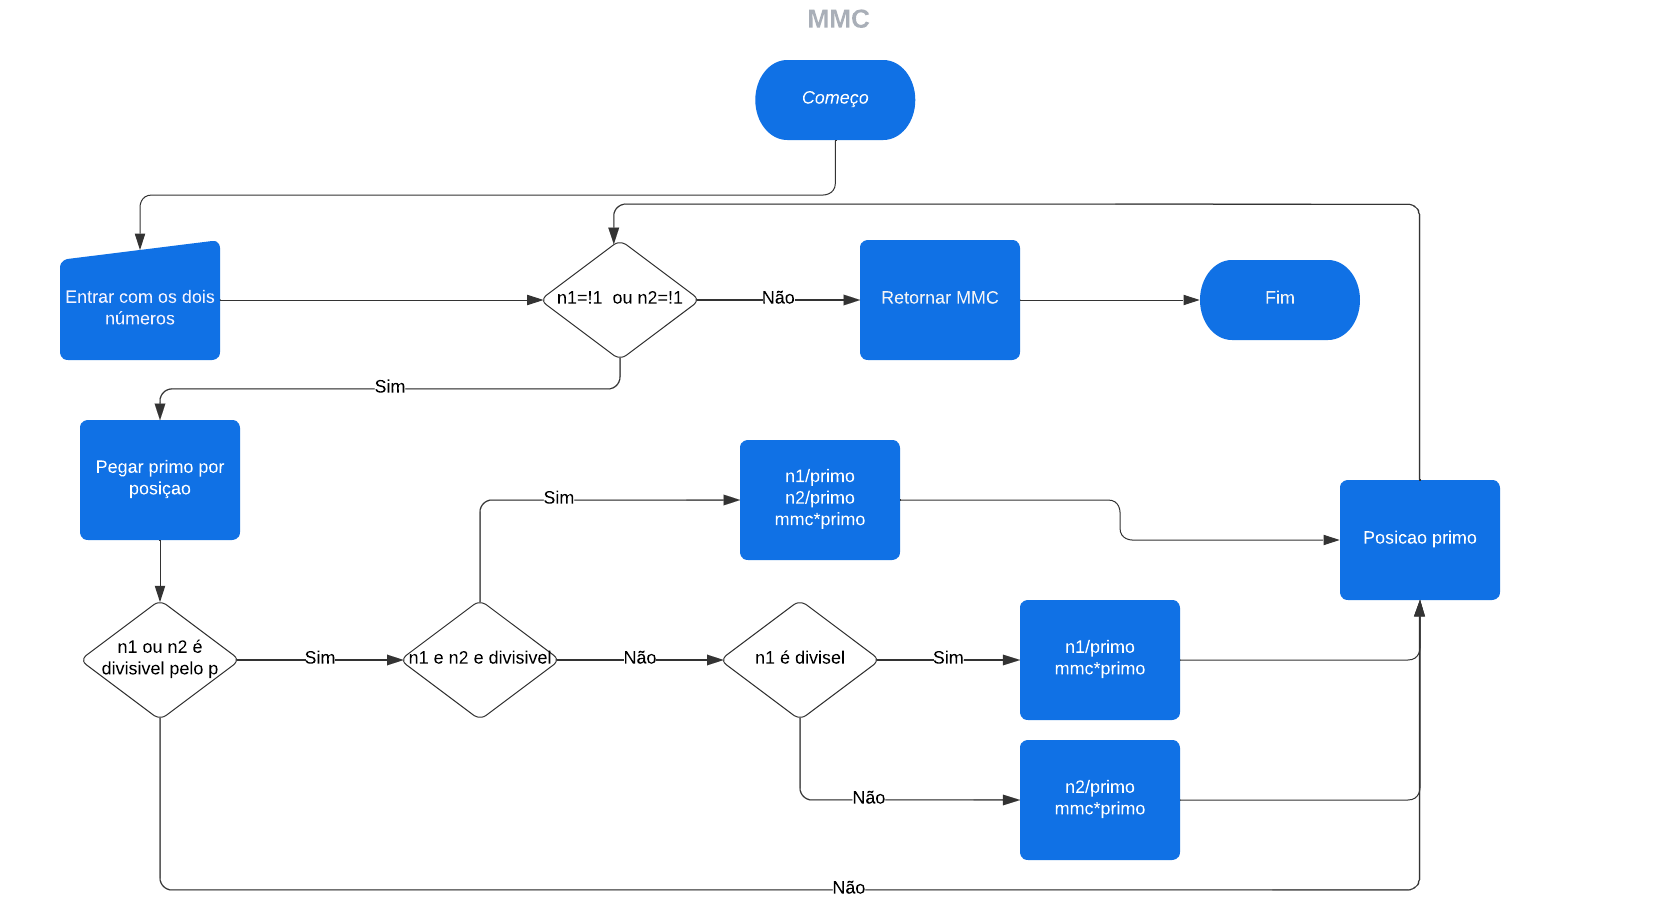 MMC
Começo
Entrar com os dois
números
n1=!1  ou n2=!1
Não
Retornar MMC
Fim
Sim
Pegar primo por
posiçao
Sim
n1/primo
n2/primo
mmc*primo
Posicao primo
n1 ou n2 é
divisivel pelo p
Sim
n1 e n2 e divisivel
Não
n1 é divisel
Sim
n1/primo
mmc*primo
Não
n2/primo
mmc*primo
Não